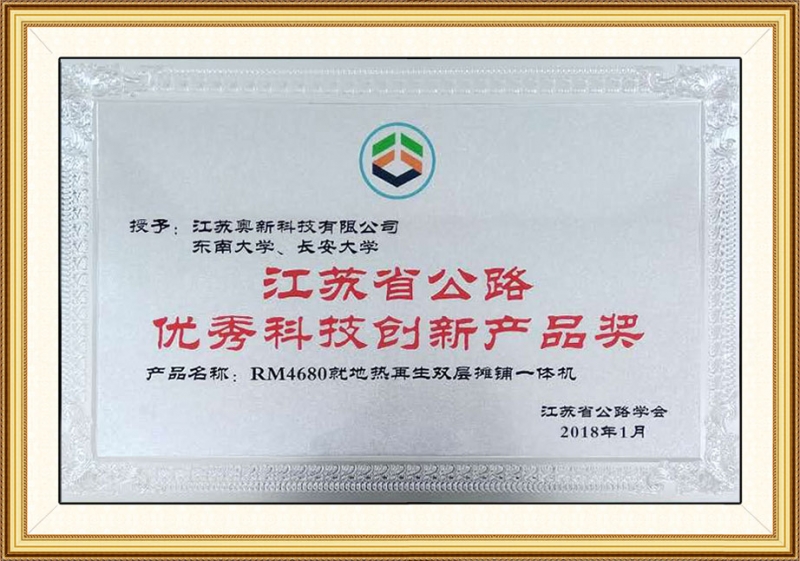 授予：江苏奥新科技有限公司
东南大学、长安大学
江苏省公路
优秀科技创新产品奖
产品名称：RM4680就地热再生双层摊铺一体机
江苏省公路学会
2018年1月